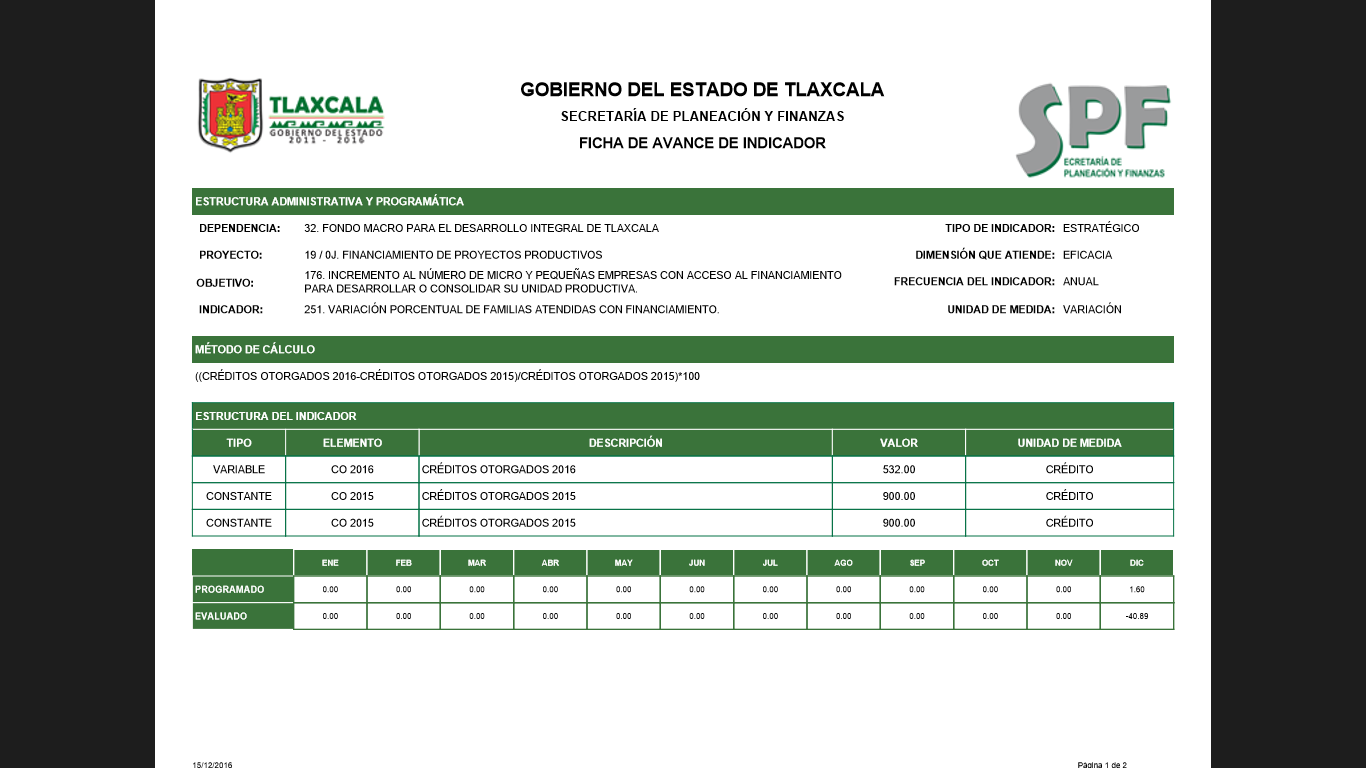 TLAXCALA
GOBIERNO DEL ESTADO
2011 - 2016
GOBIERNO DEL ESTADO DE TLAXCALA
SECRETARÍA DE PLANEACIÓN Y FINANZAS
FICHA DE AVANCE DE INDICADOR
SPF
ECRETARÍA DE
PLANEACIÓN Y FINANZAS
ESTRUCTURA ADMINISTRATIVA Y PROGRAMÁTICA
DEPENDENCIA: 32. FONDO MACRO PARA EL DESARROLLO INTEGRAL DE TLAXCALA TIPO DE INDICADOR: ESTRATÉGICO
PROYECTO: 19 / 0J. FINANCIAMIENTO DE PROYECTOS PRODUCTIVOS DIMENSIÓN QUE ATIENDE: EFICACIA
OBJETIVO: 176. INCREMENTO AL NÚMERO DE MICRO Y PEQUEÑAS EMPRESAS CON ACCESO AL FINANCIAMIENTO
PARA DESARROLLAR O CONSOLIDAR SU UNIDAD PRODUCTIVA. FRECUENCIA DEL INDICADOR: ANUAL
INDICADOR: 251. VARIACIÓN PORCENTUAL DE FAMILIAS ATENDIDAS CON FINANCIAMIENTO. UNIDAD DE MEDIDA: VARIACIÓN
MÉTODO DE CÁLCULO
((CRÉDITOS OTORGADOS 2016-CRÉDITOS OTORGADOS 2015)/CRÉDITOS OTORGADOS 2015)*100
ESTRUCTURA DEL INDICADOR
TIPO ELEMENTO DESCRIPCIÓN VALOR UNIDAD DE MEDIDA
VARIABLE CO 2016 CRÉDITOS OTORGADOS 2016 532.00 CRÉDITO
CONSTANTE CO 2015 CRÉDITOS OTORGADOS 2015 900.00 CRÉDITO
CONSTANTE CO 2015 CRÉDITOS OTORGADOS 2015 900.00 CRÉDITO
ENE FEB MAR ABR MAY JUN JUL AGO SEP OCT NOV DIC
PROGRAMADO 0.00 0.00 0.00 0.00 0.00 0.00 0.00 0.00 0.00 0.00 0.00 1.60
EVALUADO 0.00 0.00 0.00 0.00 0.00 0.00 0.00 0.00 0.00 0.00 0.00 -40.89
15/12/2016 Página 1 de 2